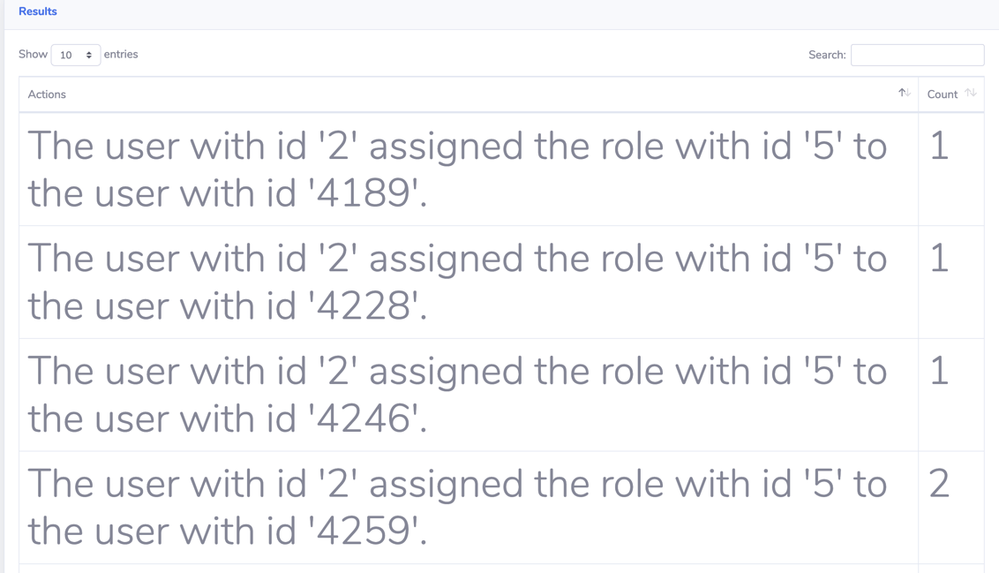 Results
Show 10 entries Search:
Actions Count
The user with id '2' assigned the role with id '5' to 1
the user with id '4189'.
The user with id '2' assigned the role with id '5' to 1
the user with id '4228'.
The user with id '2' assigned the role with id '5' to 1
the user with id '4246'.
The user with id '2' assigned the role with id '5' to 2
the user with id '4259'.